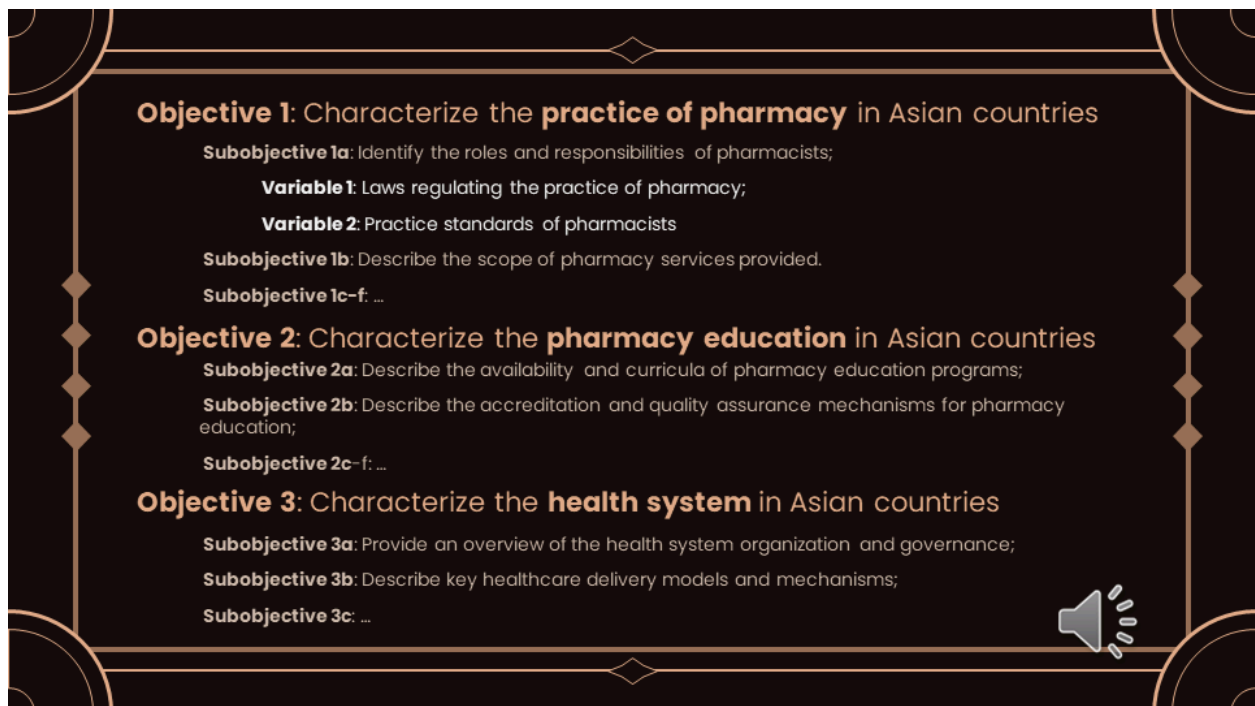 Objective 1: Characterize the practice of pharmacy in Asian countries
Subobjective 1a: Identify the roles and responsibilities of pharmacists;
Variable 1: Laws regulating the practice of pharmacy;
Variable 2: Practice standards of pharmacists
Subobjective 1b: Describe the scope of pharmacy services provided.
Subobjective 1c-f: …
Objective 2: Characterize the pharmacy education in Asian countries
Subobjective 2a: Describe the availability and curricula of pharmacy education programs;
Subobjective 2b: Describe the accreditation and quality assurance mechanisms for pharmacy
education;
Subobjective 2c-f: …
Objective 3: Characterize the health system in Asian countries
Subobjective 3a: Provide an overview of the health system organization and governance;
Subobjective 3b: Describe key healthcare delivery models and mechanisms;
Subobjective 3c: …